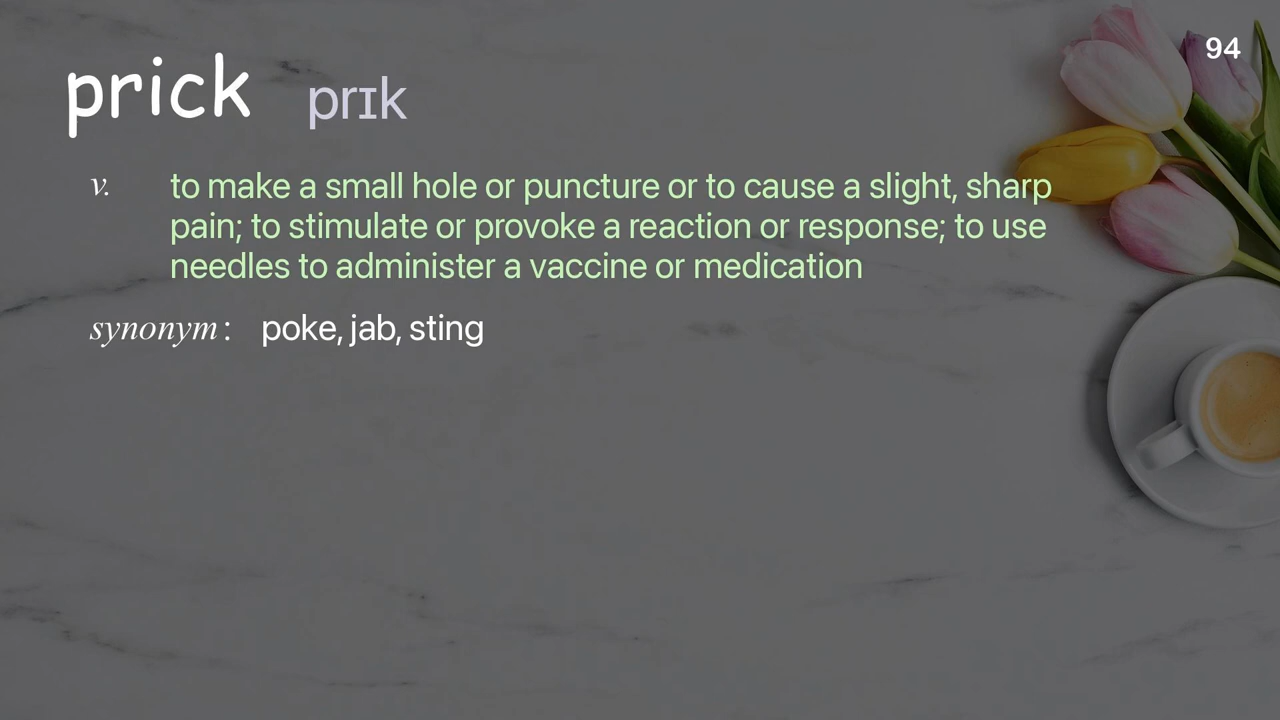 94
prick prɪk
v. to make a small hole or puncture or to cause a slight, sharp
pain; to stimulate or provoke a reaction or response; to use
needles to administer a vaccine or medication
synonym : poke, jab, sting